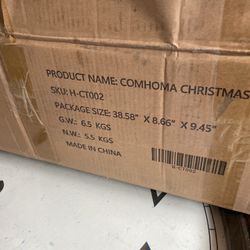 PRODUCT NAME: COMHOMA CHRISTMAS
SKU: H-CT002
PACKAGE SIZE: 38.58" X 8.66" X 9.45"
G.W.: 6.5 KGS
N.W.: 5.5 KGS
MADE IN CHINA
H-CT002